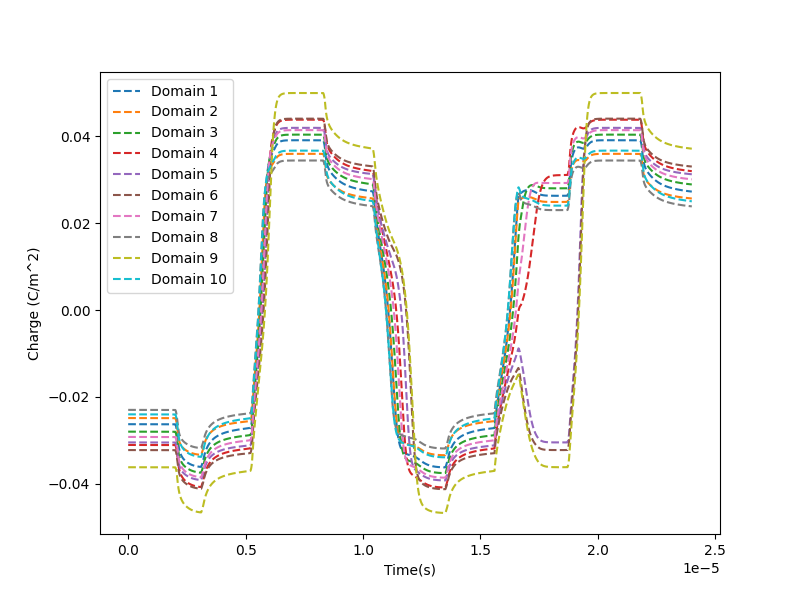 Domain 1
Domain 2
Domain 3
Domain 4
Domain 5
Domain 6
Domain 7
Domain 8
Domain 9
Domain 10
Charge (C/m^2)
0.04
0.02
0.00
−0.02
−0.04
0.0 0.5 1.0 1.5 2.0 2.5
1e−5
Time(s)